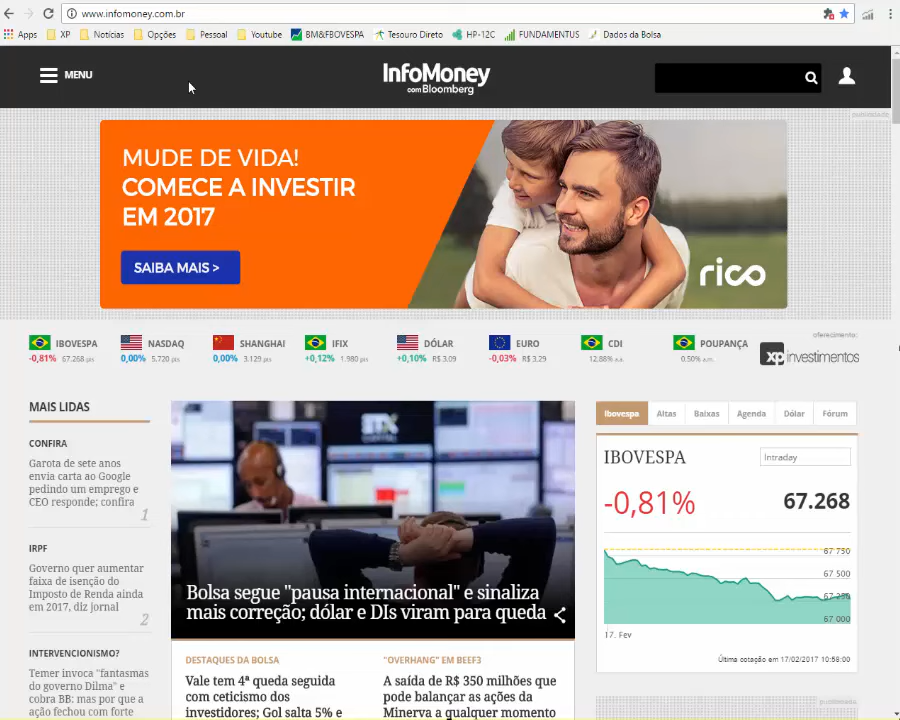 www.infomoney.com.br
Apps XP Notícias Opções Pessoal Youtube BM&FBOVESPA Tesouro Direto HP-12C FUNDAMENTUS Dados da Bolsa
MENU
InfoMoney
com Bloomberg
publicidade
MUDE DE VIDA!
COMECE A INVESTIR
EM 2017
SAIBA MAIS >
rico
oferecimento:
IBOVESPA NASDAQ SHANGHAI IFIX DÓLAR EURO CDI POUPANÇA
-0,81% 67.268 pts 0,00% 5.720 pts 0,00% 3.129 pts +0,12% 1.980 pts +0,10% R$ 3.09 -0,03% R$ 3.29 12,88% a.a. 0.50% a.m.
xp investimentos
MAIS LIDAS
CONFIRA
Garota de sete anos
envia carta ao Google
pedindo um emprego e
CEO responde; confira
1
IRPF
Governo quer aumentar
faixa de isenção do
Imposto de Renda ainda
em 2017, diz jornal
2
INTERVENCIONISMO?
Temer invoca "fantasmas
do governo Dilma" e
cobra BB: mas por que a
ação fechou com forte
Bolsa segue "pausa internacional" e sinaliza
mais correção; dólar e DIs viram para queda
DESTAQUES DA BOLSA
Vale tem 4ª queda seguida
com ceticismo dos
investidores; Gol salta 5% e
"OVERHANG" EM BEEF3
A saída de R$ 350 milhões que
pode balançar as ações da
Minerva a qualquer momento
Ibovespa Altas Baixas Agenda Dólar Fórum
IBOVESPA
Intraday
-0,81% 67.268
67 750
67 500
67 250
67 000
17. Fev
Última cotação em 17/02/2017 10:58:00
publicidade